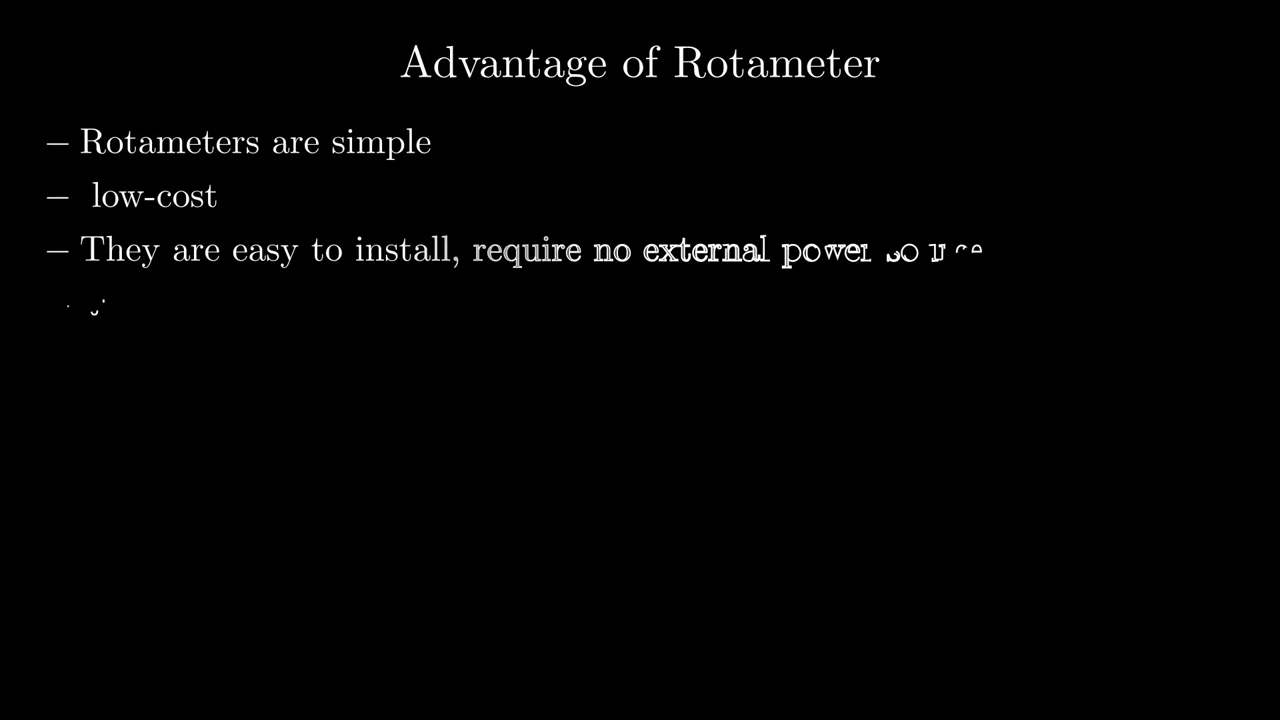 Advantage of Rotameter
– Rotameters are simple
– low-cost
– They are easy to install, require no external power